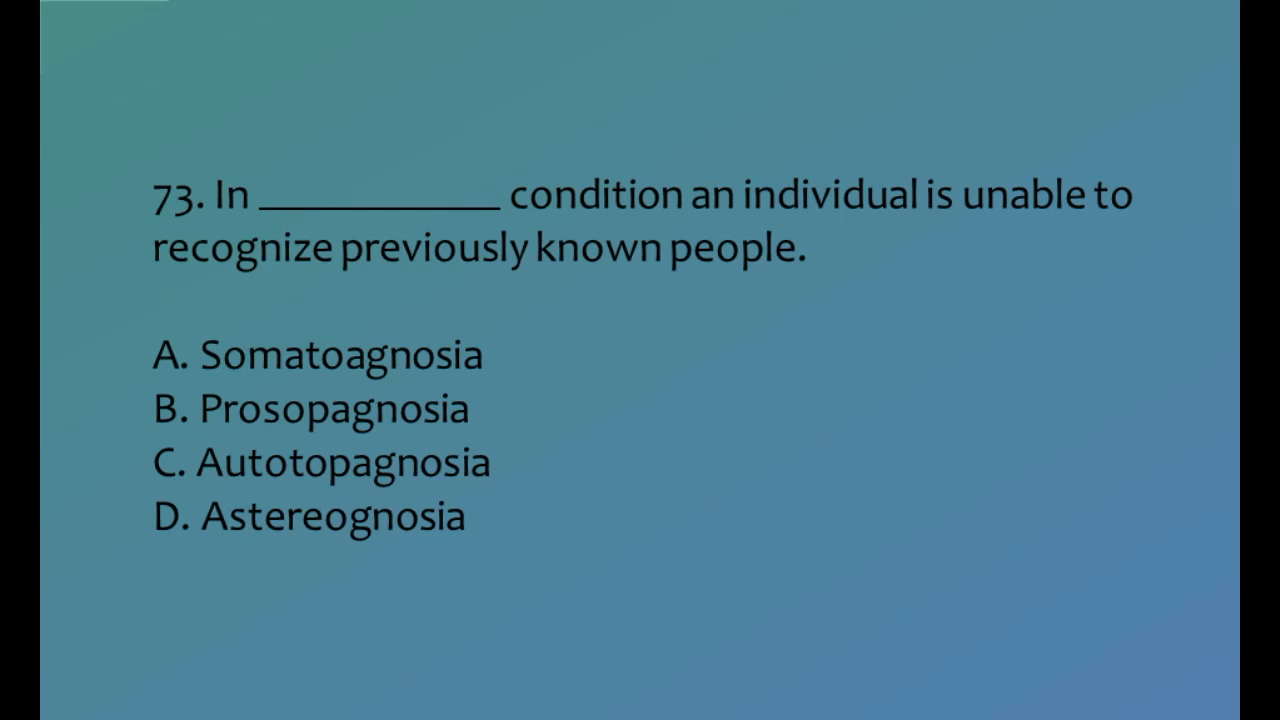 73. In ____________ condition an individual is unable to
recognize previously known people.
A. Somatoagnosia
B. Prosopagnosia
C. Autotopagnosia
D. Astereognosia